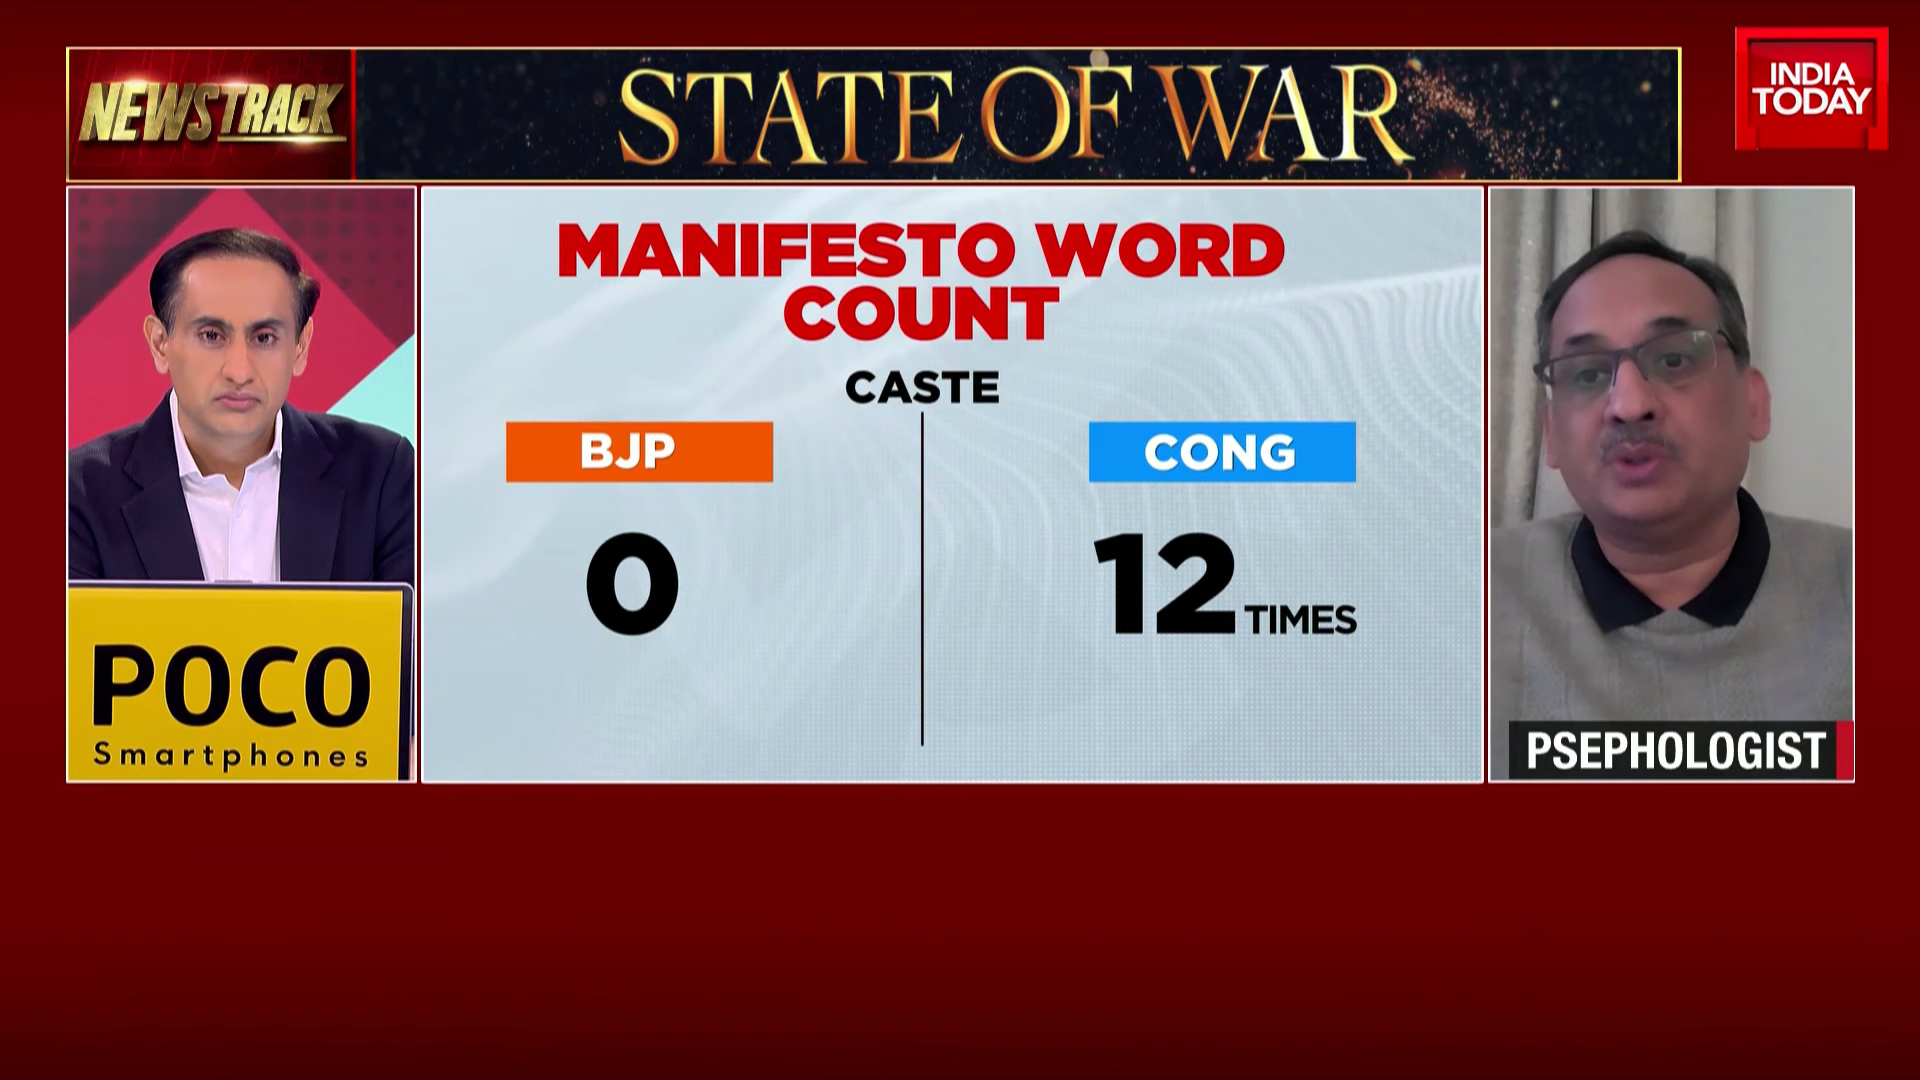 NEWSTRACK
STATE OF WAR
INDIA
TODAY
MANIFESTO WORD
COUNT
CASTE
BJP
CONG
0
12 TIMES
POCO
Smartphones
PSEPHOLOGIST